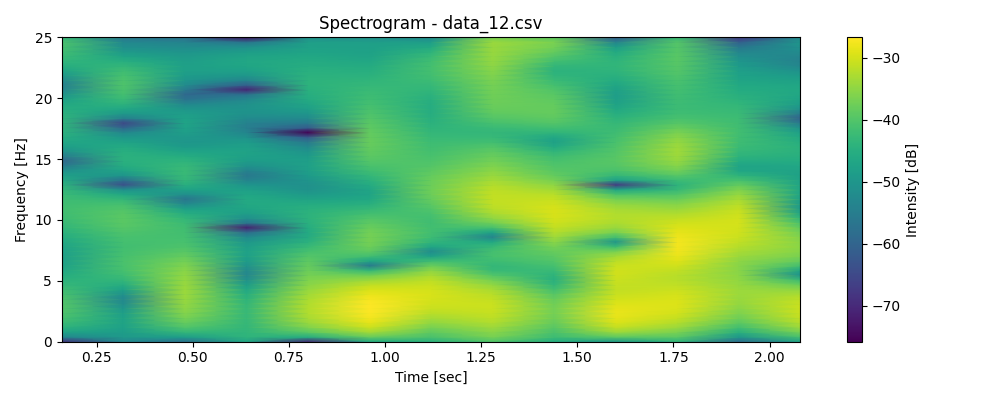 Spectrogram - data_12.csv
25
20
15
10
5
0
Frequency [Hz]
0.25 0.50 0.75 1.00 1.25 1.50 1.75 2.00
Time [sec]
−30
−40
−50
−60
−70
Intensity [dB]